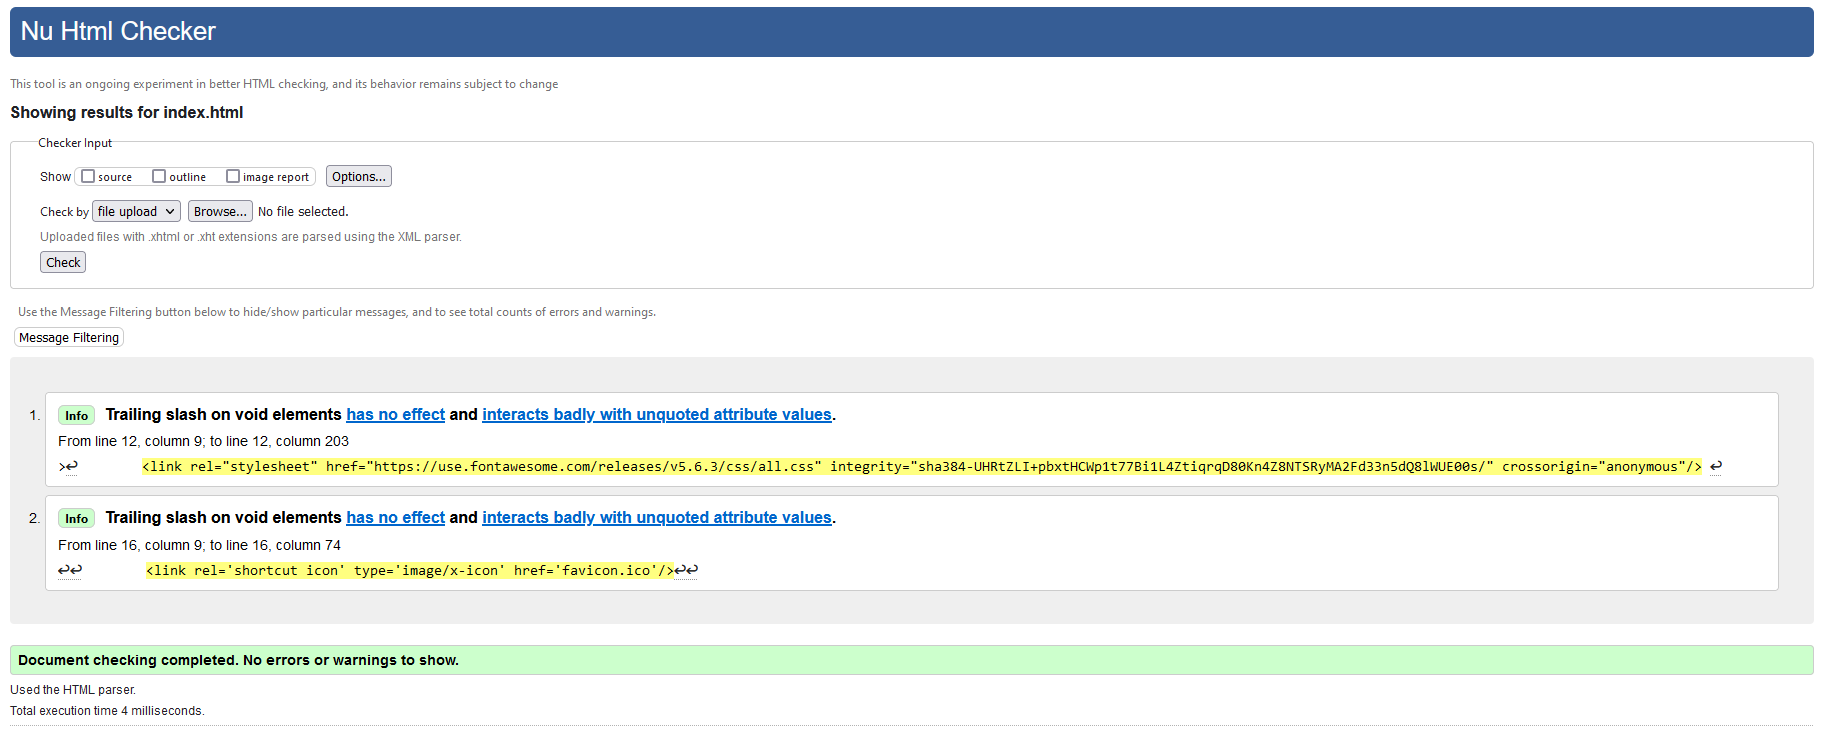 Nu Html Checker
This tool is an ongoing experiment in better HTML checking, and its behavior remains subject to change
Showing results for index.html
Checker Input
Show source outline image report Options...
Check by file upload Browse... No file selected.
Uploaded files with .xhtml or .xht extensions are parsed using the XML parser.
Check
Use the Message Filtering button below to hide/show particular messages, and to see total counts of errors and warnings.
Message Filtering
1. Info Trailing slash on void elements has no effect and interacts badly with unquoted attribute values.
From line 12, column 9; to line 12, column 203
>↩ <link rel="stylesheet" href="https://use.fontawesome.com/releases/v5.6.3/css/all.css" integrity="sha384-UHRtZLI+pbxtHCWp1t77Bi1L4ZtiqrqD80Kn4Z8NTSRyMA2Fd33n5dQ8lWUE00s/" crossorigin="anonymous"/> ↩
2. Info Trailing slash on void elements has no effect and interacts badly with unquoted attribute values.
From line 16, column 9; to line 16, column 74
↩↩ <link rel='shortcut icon' type='image/x-icon' href='favicon.ico'/>↩↩
Document checking completed. No errors or warnings to show.
Used the HTML parser.
Total execution time 4 milliseconds.